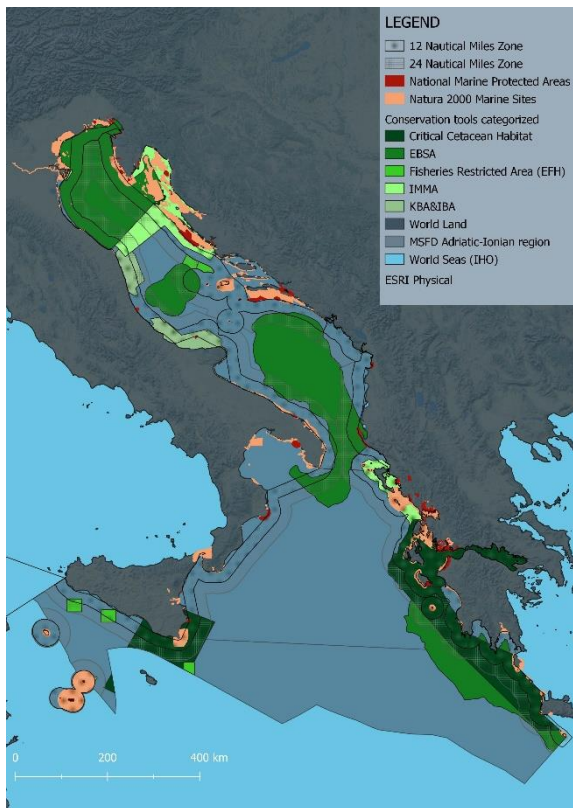 LEGEND
12 Nautical Miles Zone
24 Nautical Miles Zone
National Marine Protected Areas
Natura 2000 Marine Sites
Conservation tools categorized
Critical Cetacean Habitat
EBSA
Fisheries Restricted Area (EFH)
IMMA
KBA&IBA
World Land
MSFD Adriatic-Ionian region
World Seas (IHO)
ESRI Physical
0 200 400 km